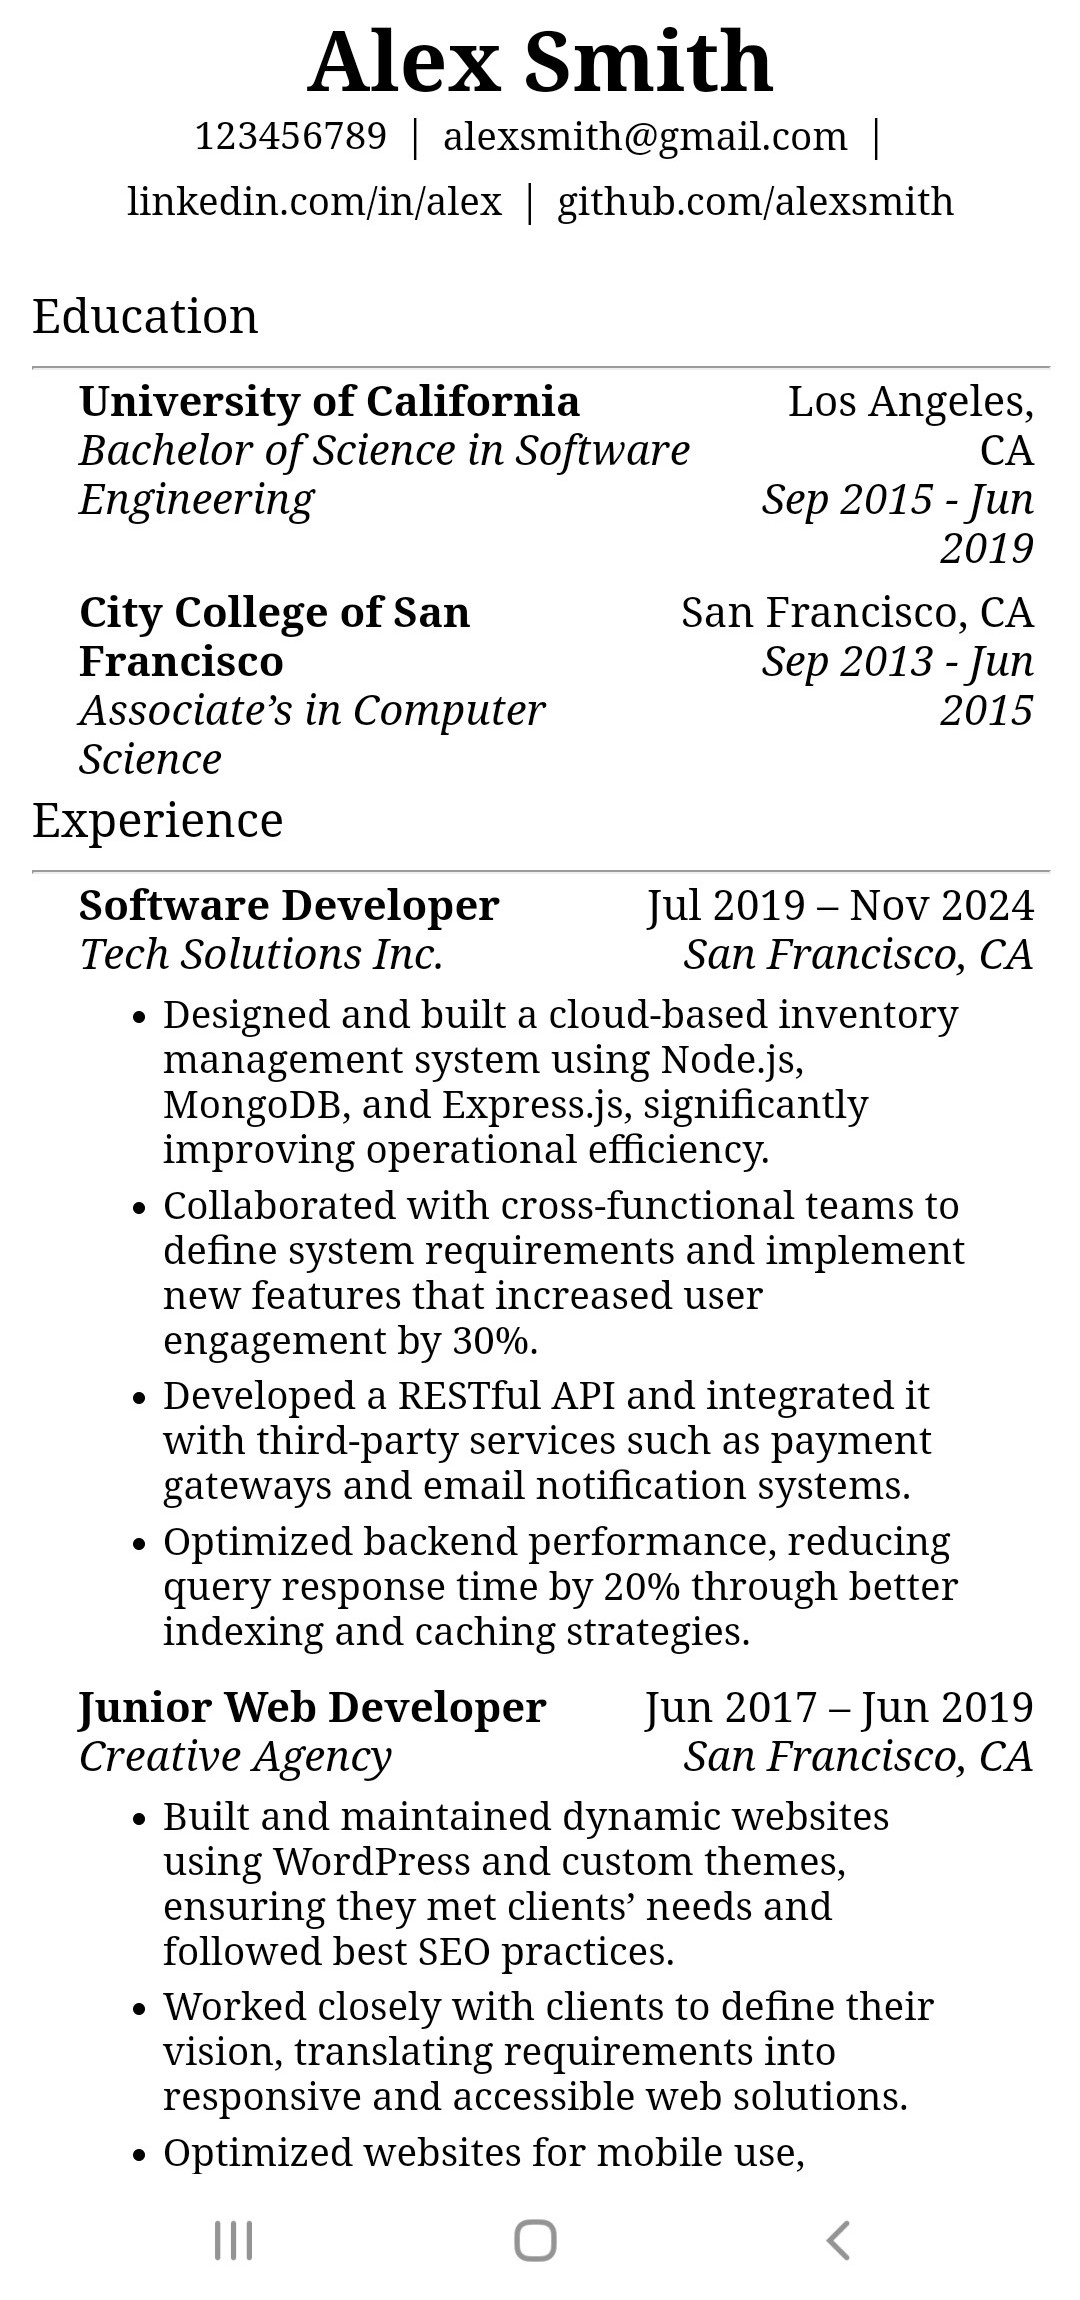 Alex Smith
123456789 | alexsmith@gmail.com |
linkedin.com/in/alex | github.com/alexsmith
Education
University of California
Bachelor of Science in Software
Engineering
Los Angeles,
CA
Sep 2015 - Jun
2019
City College of San
Francisco
Associate’s in Computer
Science
San Francisco, CA
Sep 2013 - Jun
2015
Experience
Software Developer
Tech Solutions Inc.
Jul 2019 – Nov 2024
San Francisco, CA
• Designed and built a cloud-based inventory
management system using Node.js,
MongoDB, and Express.js, significantly
improving operational efficiency.
• Collaborated with cross-functional teams to
define system requirements and implement
new features that increased user
engagement by 30%.
• Developed a RESTful API and integrated it
with third-party services such as payment
gateways and email notification systems.
• Optimized backend performance, reducing
query response time by 20% through better
indexing and caching strategies.
Junior Web Developer
Creative Agency
Jun 2017 – Jun 2019
San Francisco, CA
• Built and maintained dynamic websites
using WordPress and custom themes,
ensuring they met clients’ needs and
followed best SEO practices.
• Worked closely with clients to define their
vision, translating requirements into
responsive and accessible web solutions.
• Optimized websites for mobile use,